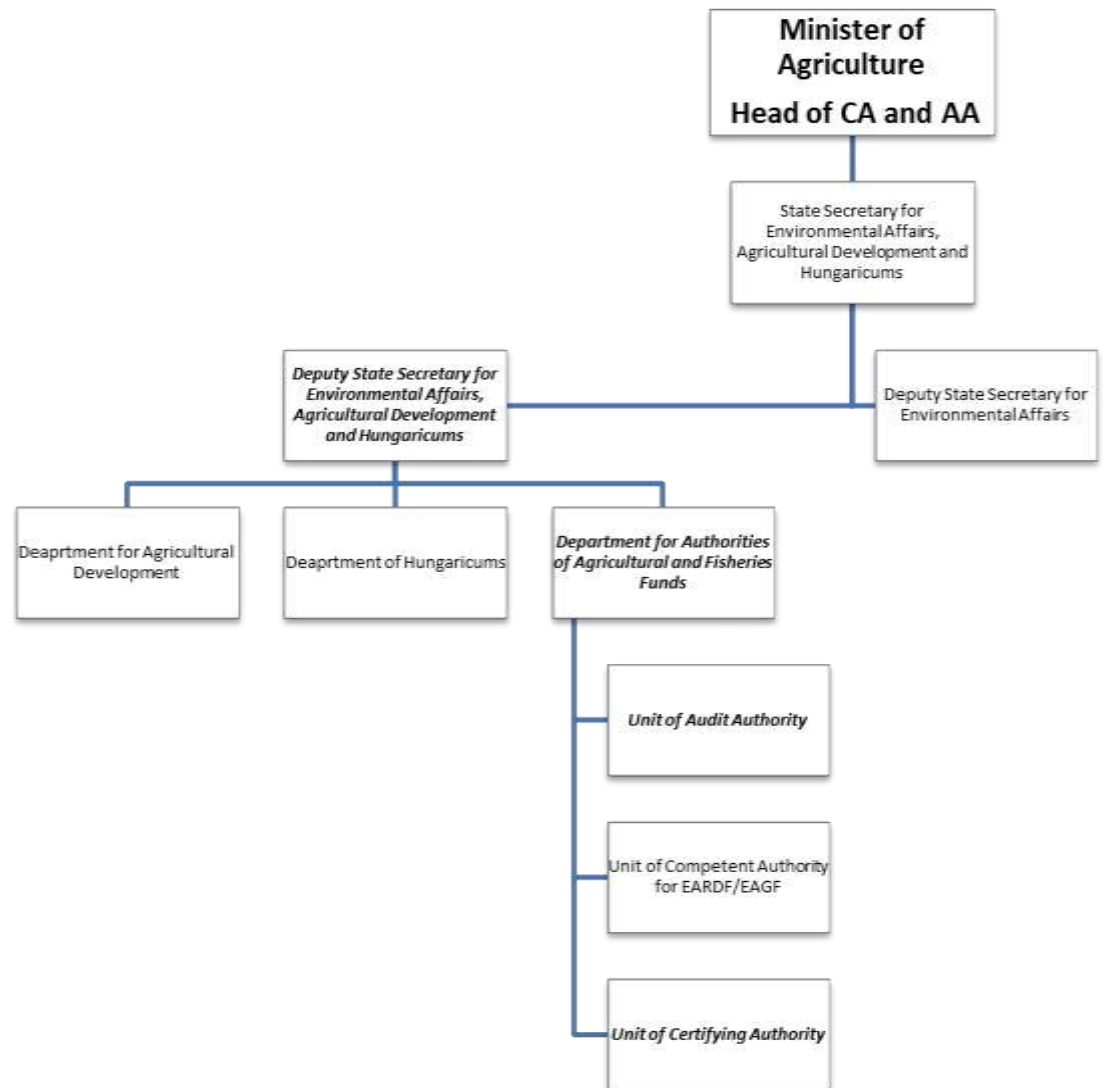 Minister of
Agriculture
Head of CA and AA
State Secretary for
Environmental Affairs,
Agricultural Development and
Hungaricums
Deputy State Secretary for
Environmental Affairs,
Agricultural Development
and Hungaricums
Deputy State Secretary for
Environmental Affairs
Deaprtment for Agricultural
Development
Deaprtment of Hungaricums
Department for Authorities
of Agricultural and Fisheries
Funds
Unit of Audit Authority
Unit of Competent Authority
for EARDF/EAGF
Unit of Certifying Authority